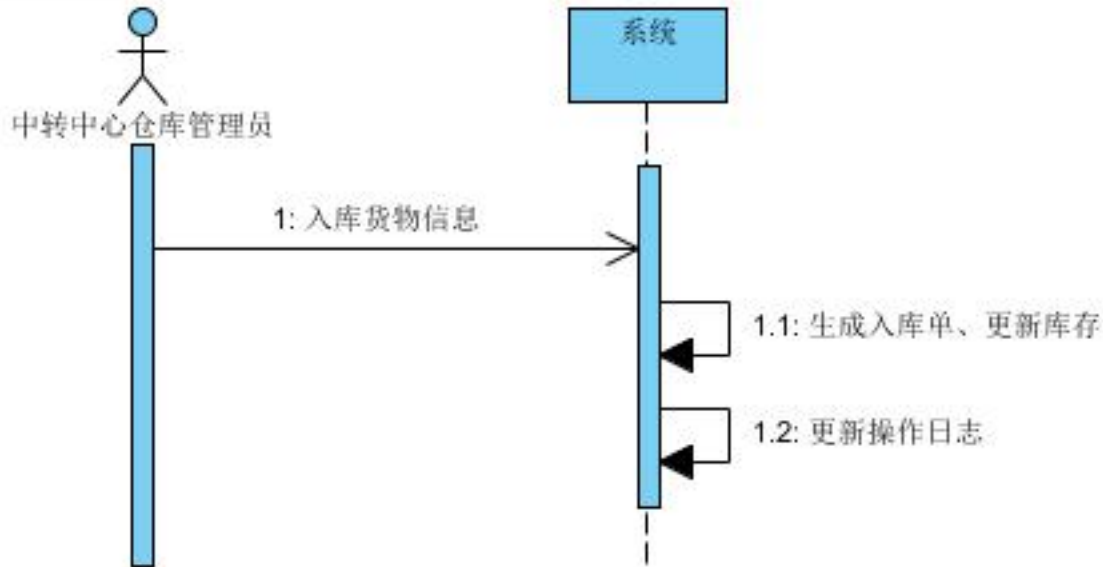 系统
中转中心仓库管理员
1: 入库货物信息
1.1: 生成入库单、更新库存
1.2: 更新操作日志